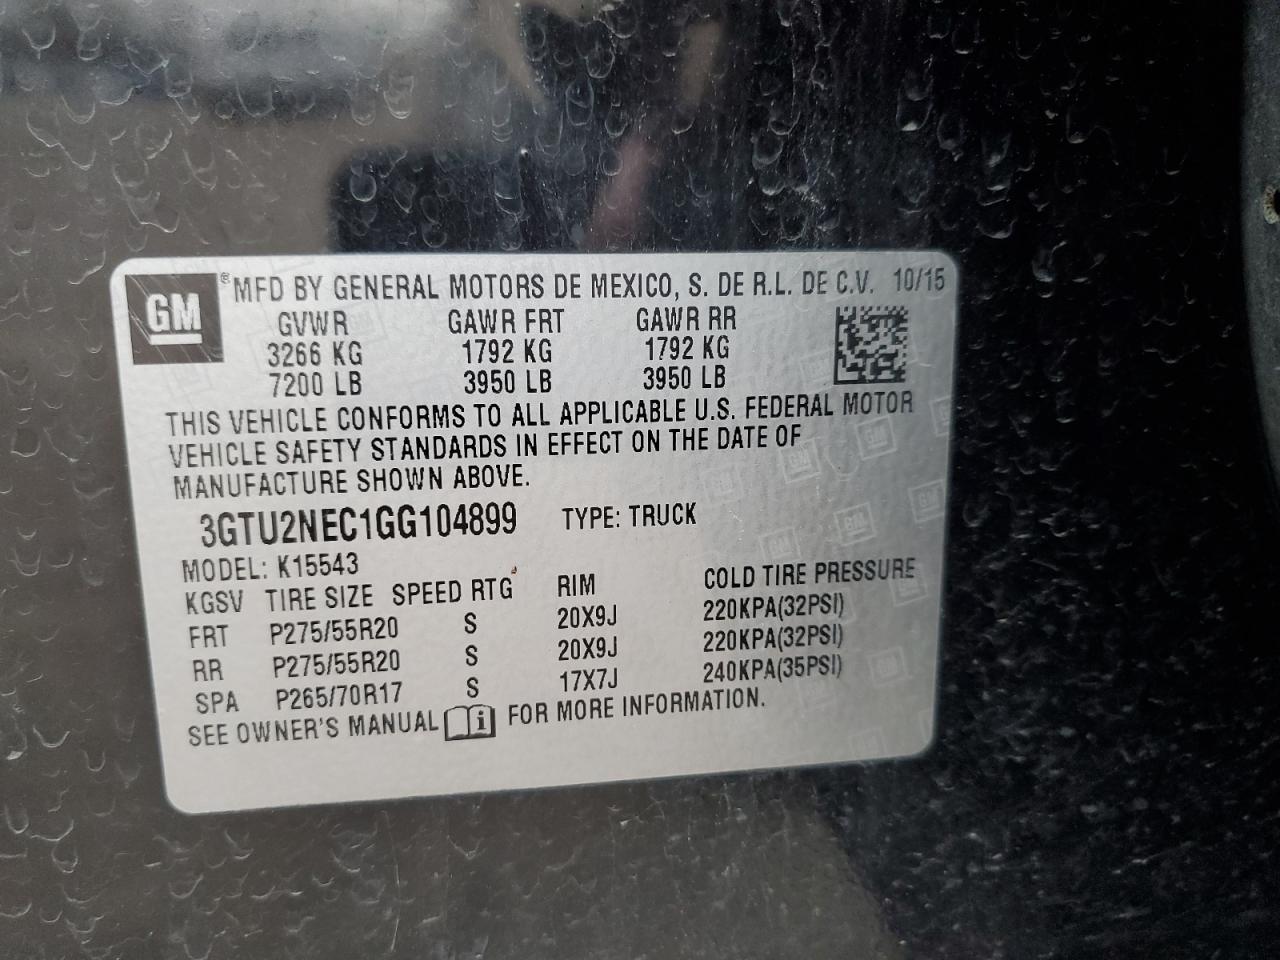 GM ® MFD BY GENERAL MOTORS DE MEXICO, S. DE R.L. DE C.V. 10/15
GVWR GAWR FRT GAWR RR
3266 KG 1792 KG 1792 KG
7200 LB 3950 LB 3950 LB
THIS VEHICLE CONFORMS TO ALL APPLICABLE U.S. FEDERAL MOTOR
VEHICLE SAFETY STANDARDS IN EFFECT ON THE DATE OF
MANUFACTURE SHOWN ABOVE.
3GTU2NEC1GG104899 TYPE: TRUCK
MODEL: K15543
KGSV TIRE SIZE SPEED RTG RIM COLD TIRE PRESSURE
FRT P275/55R20 S 20X9J 220KPA(32PSI)
RR P275/55R20 S 20X9J 220KPA(32PSI)
SPA P265/70R17 S 17X7J 240KPA(35PSI)
SEE OWNER'S MANUAL i FOR MORE INFORMATION.